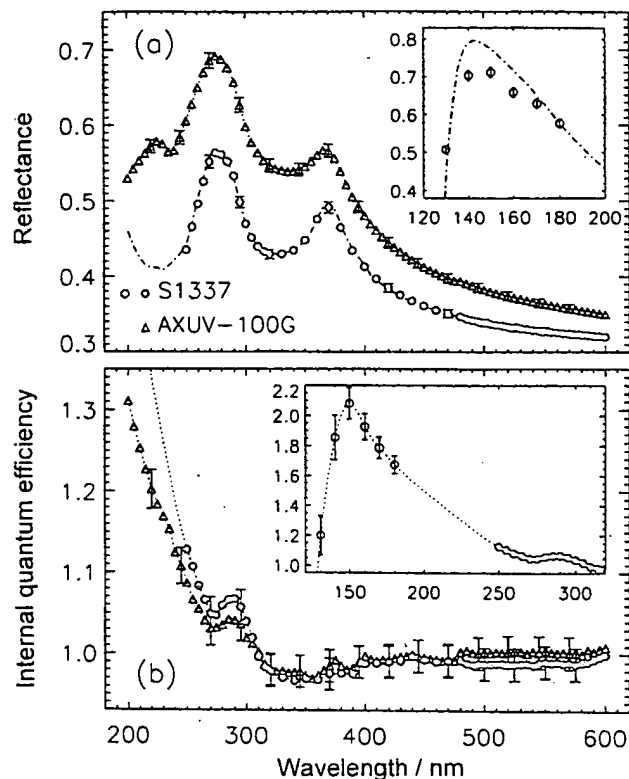 (a)
0.7
0.6
0.5
0.4
0.3
Reflectance
0.8
0.7
0.6
0.5
0.4
120 140 160 180 200
S1337
AXUV-100G
(b)
1.3
1.2
1.1
1.0
Internal quantum efficiency
2.2
2.0
1.8
1.6
1.4
1.2
1.0
150 200 250 300
200 300 400 500 600
Wavelength / nm